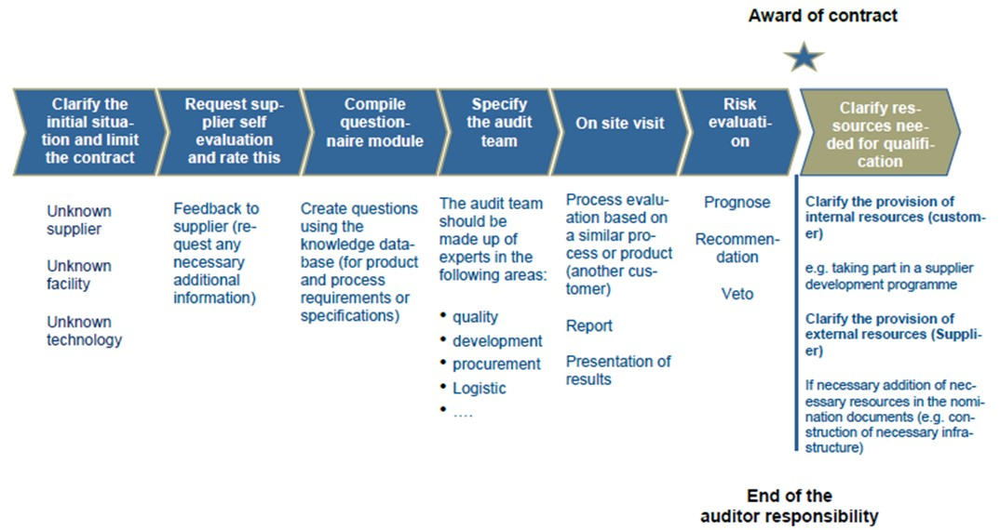 Award of contract
Clarify the
initial situa-
tion and limit
the contract
Request sup-
plier self
evaluation
and rate this
Compile
question-
naire module
Specify
the audit
team
On site visit
Risk
evaluati-
on
Clarify res-
sources nee-
ded for qualifi-
cation
Unknown
supplier
Unknown
facility
Unknown
technology
Feedback to
supplier (re-
quest any
necessary
additional
information)
Create questions
using the
knowledge data-
base (for product
and process
requirements or
specifications)
The audit team
should be
made up of
experts in the
following areas:
• quality
• development
• procurement
• Logistic
• ....
Process evalu-
ation based on
a similar pro-
cess or product
(another cus-
tomer)
Report
Presentation of
results
Prognose
Recommen-
dation
Veto
Clarify the provision of
internal resources (custom-
er)
e.g. taking part in a supplier
development programme
Clarify the provision of
external resources (Suppli-
er)
If necessary addition of nec-
essary resources in the nomi-
nation documents (e.g. con-
struction of necessary infra-
structure)
End of the
auditor responsibility